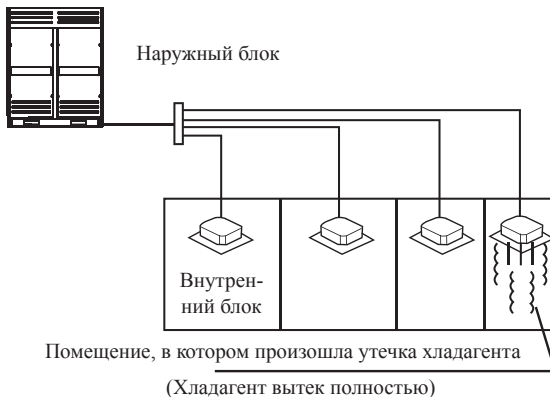 Наружный блок
Внутрен-
ний блок
Помещение, в котором произошла утечка хладагента
(Хладагент вытек полностью)